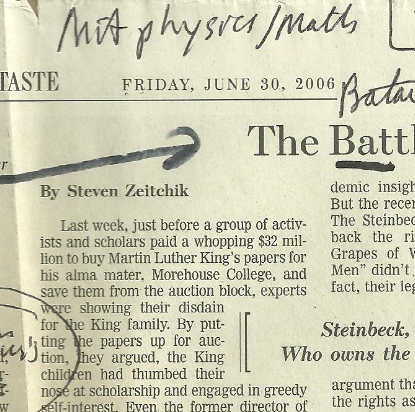 MIT physics/Math
TASTE
FRIDAY, JUNE 30, 2006
The Battl
By Steven Zeitchik
Last week, just before a group of activ-
ists and scholars paid a whopping $32 mil-
lion to buy Martin Luther King's papers for
his alma mater, Morehouse College, and
save them from the auction block, experts
were showing their disdain
for the King family. By put-
ting the papers up for auc-
tion, they argued, the King
children had thumbed their
nose at scholarship and engaged in greedy
self-interest. Even the former director of
demic insigh
But the recen
The Steinbec
back the ri
Grapes of W
Men" didn't
fact, their leg
Steinbeck,
Who owns the
argument tha
the rights as